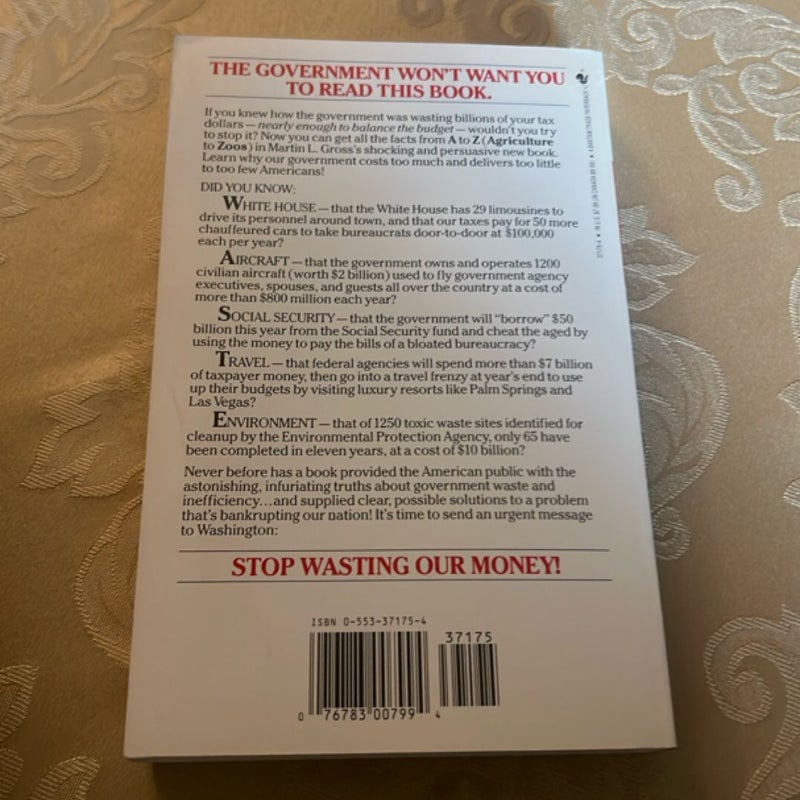 THE GOVERNMENT WON'T WANT YOU
TO READ THIS BOOK.
If you knew how the government was wasting billions of your tax
dollars — nearly enough to balance the budget — wouldn't you try
to stop it? Now you can get all the facts from A to Z (Agriculture
to Zoos) in Martin L. Gross's shocking and persuasive new book.
Learn why our government costs too much and delivers too little
to too few Americans!
DID YOU KNOW:
WHITE HOUSE — that the White House has 29 limousines to
drive its personnel around town, and that our taxes pay for 50 more
chauffeured cars to take bureaucrats door-to-door at $100,000
each per year?
AIRCRAFT — that the government owns and operates 1200
civilian aircraft (worth $2 billion) used to fly government agency
executives, spouses, and guests all over the country at a cost of
more than $800 million each year?
SOCIAL SECURITY — that the government will "borrow" $50
billion this year from the Social Security fund and cheat the aged by
using the money to pay the bills of a bloated bureaucracy?
TRAVEL — that federal agencies will spend more than $7 billion
of taxpayer money, then go into a travel frenzy at year's end to use
up their budgets by visiting luxury resorts like Palm Springs and
Las Vegas?
ENVIRONMENT — that of 1250 toxic waste sites identified for
cleanup by the Environmental Protection Agency, only 65 have
been completed in eleven years, at a cost of $10 billion?
Never before has a book provided the American public with the
astonishing, infuriating truths about government waste and
inefficiency...and supplied clear, possible solutions to a problem
that's bankrupting our nation! It's time to send an urgent message
to Washington:
STOP WASTING OUR MONEY!
ISBN 0-553-37175-4
37175
0 76783 00799 4